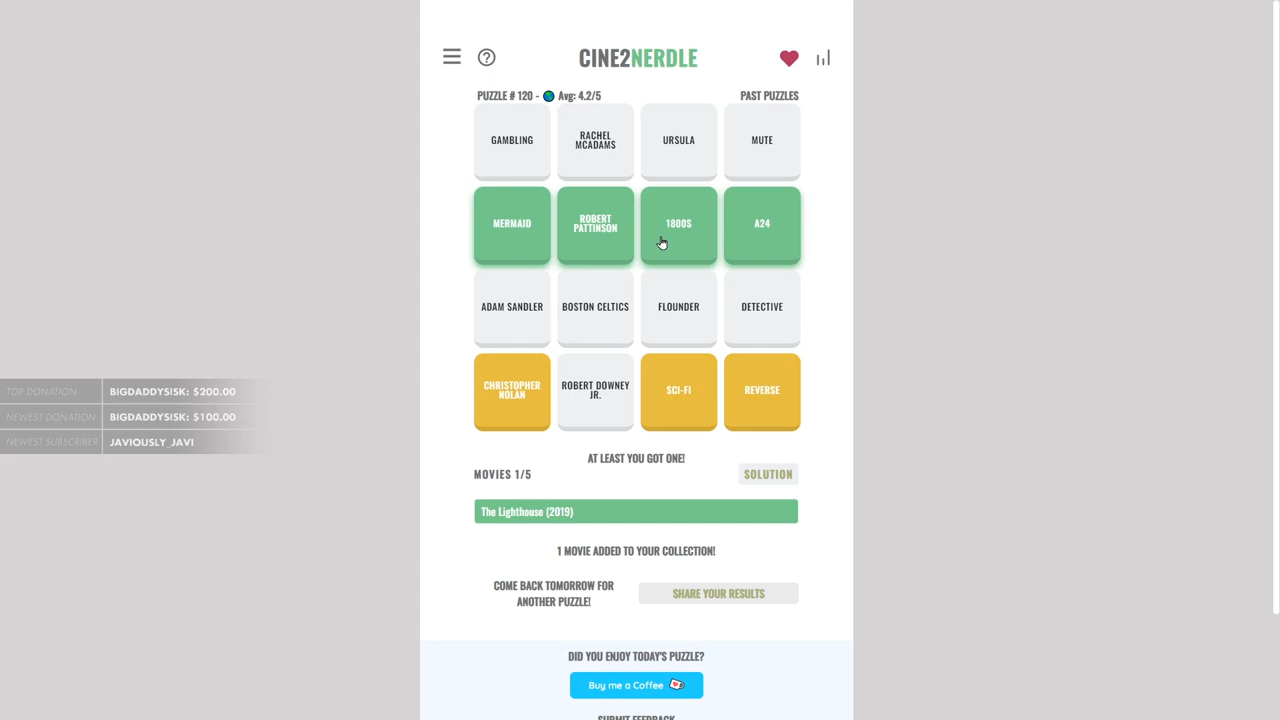 CINE2NERDLE
PUZZLE # 120 - Avg: 4.2/5
PAST PUZZLES
GAMBLING
RACHEL
MCADAMS
URSULA
MUTE
MERMAID
ROBERT
PATTINSON
1800S
A24
ADAM SANDLER
BOSTON CELTICS
FLOUNDER
DETECTIVE
CHRISTOPHER
NOLAN
ROBERT DOWNEY
JR.
SCI-FI
REVERSE
TOP DONATION
BIGDADDYSISK: $200.00
NEWEST DONATION
BIGDADDYSISK: $100.00
NEWEST SUBSCRIBER
JAVIOUSLY_JAVI
AT LEAST YOU GOT ONE!
MOVIES 1/5
SOLUTION
The Lighthouse (2019)
1 MOVIE ADDED TO YOUR COLLECTION!
COME BACK TOMORROW FOR
ANOTHER PUZZLE!
SHARE YOUR RESULTS
DID YOU ENJOY TODAY'S PUZZLE?
Buy me a Coffee
SUBMIT FEEDBACK